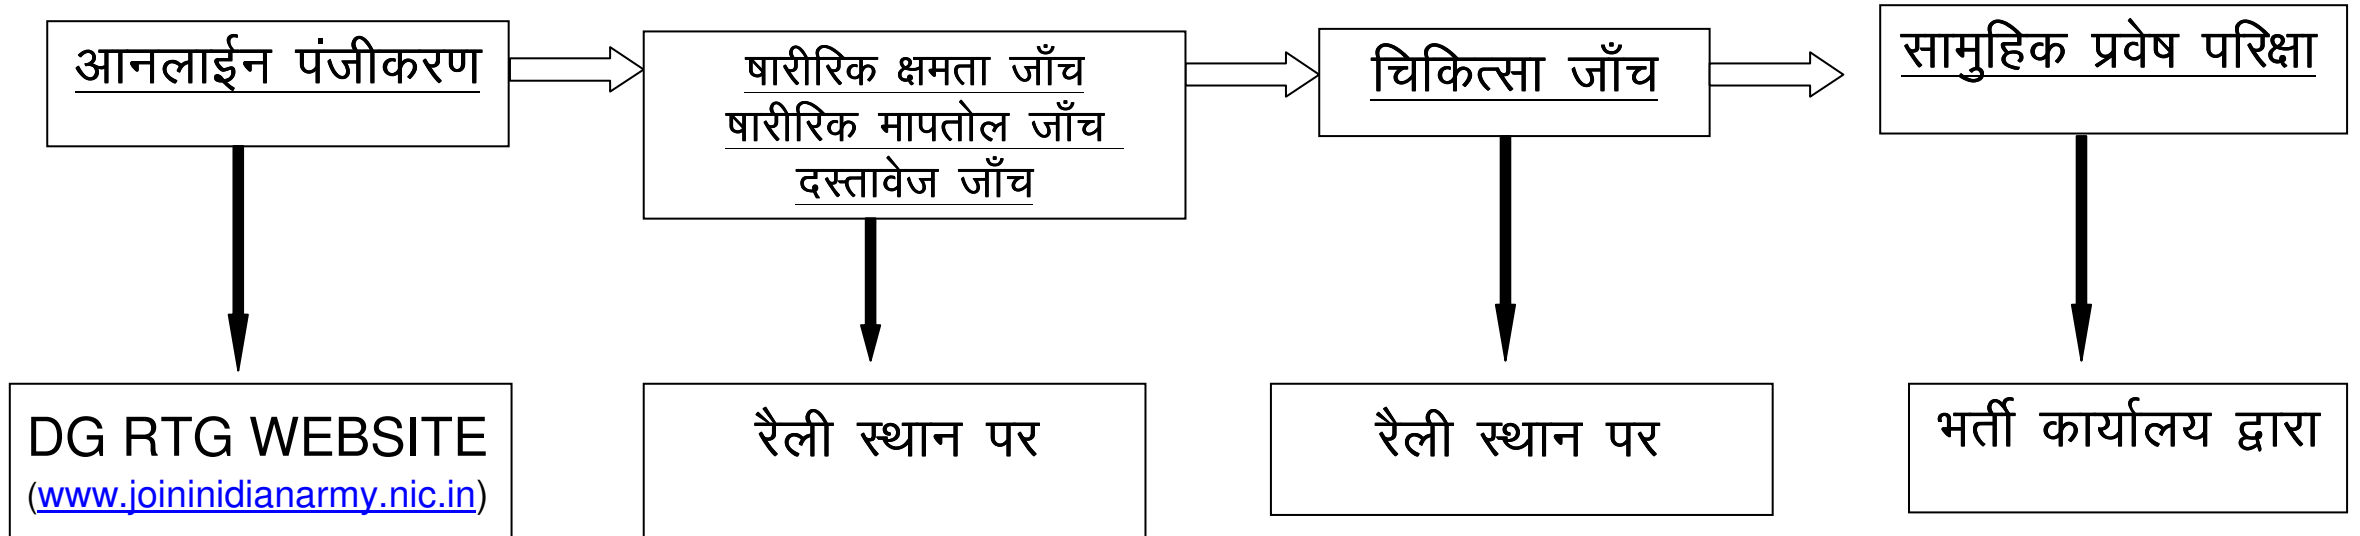 आनलाईन पंजीकरण
षारीरिक क्षमता जाँच
षारीरिक मापतोल जाँच
दस्तावेज जाँच
चिकित्सा जाँच
सामुहिक प्रवेष परिक्षा
DG RTG WEBSITE
(www.joininidianarmy.nic.in)
रैली स्थान पर
रैली स्थान पर
भर्ती कार्यालय द्वारा